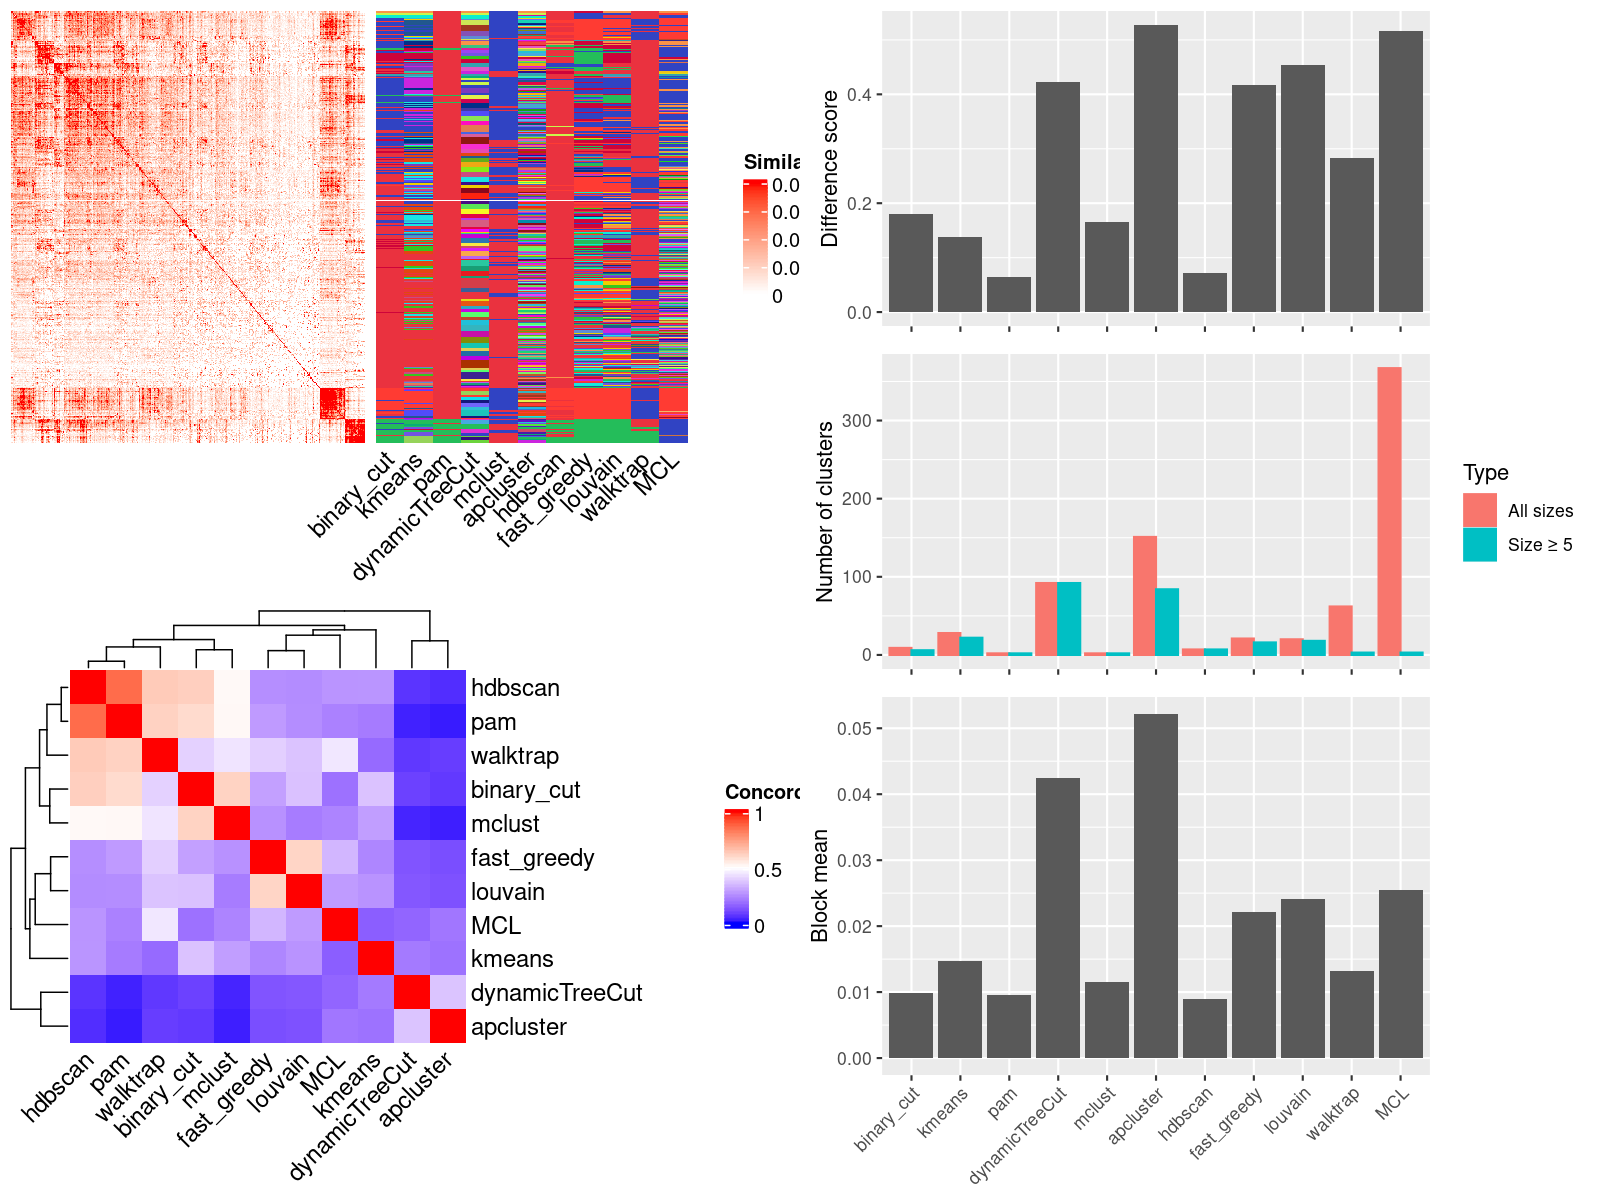 Simila
0.0
0.0
0.0
0.0
0
binary_cut
kmeans
pam
dynamicTreeCut
mclust
apcluster
hdbscan
fast_greedy
louvain
walktrap
MCL
hdbscan
pam
walktrap
binary_cut
mclust
fast_greedy
louvain
MCL
kmeans
dynamicTreeCut
apcluster
hdbscan
pam
walktrap
binary_cut
mclust
fast_greedy
louvain
MCL
kmeans
dynamicTreeCut
apcluster
Concord
1
0.5
0
Difference score
0.4
0.2
0.0
Number of clusters
300
200
100
0
Type
All sizes
Size ≥ 5
Block mean
0.05
0.04
0.03
0.02
0.01
0.00
binary_cut
kmeans
pam
dynamicTreeCut
mclust
apcluster
hdbscan
fast_greedy
louvain
walktrap
MCL